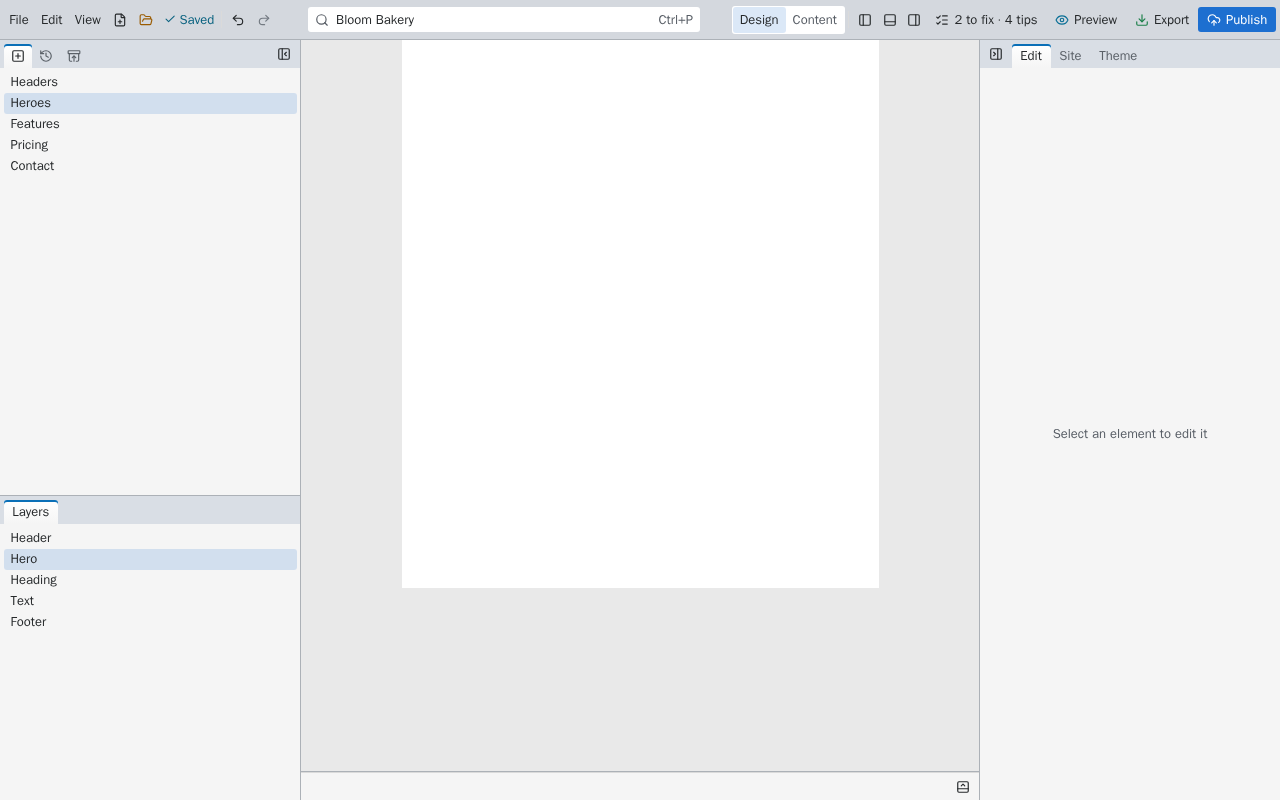 File Edit View Saved Bloom Bakery Ctrl+P Design Content 2 to fix · 4 tips Preview Export Publish
Edit Site Theme
Headers
Heroes
Features
Pricing
Contact
Select an element to edit it
Layers
Header
Hero
Heading
Text
Footer